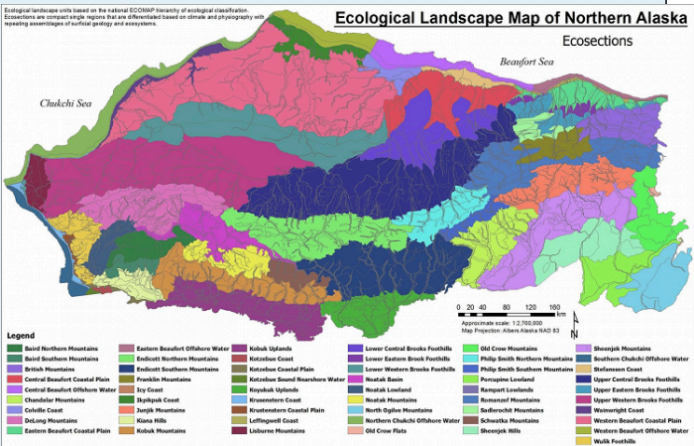 Ecological landscape units based on the national ECOMAP hierarchy of ecological classification.
Ecosections are compact single regions that are differentiated based on climate and physiography with
repeating assemblages of surficial geology and ecosystems.
Ecological Landscape Map of Northern Alaska
Ecosections
Beaufort Sea
Chukchi Sea
0 20 40 80 120 160
km
Approximate scale: 1:2,700,000
Map Projection: Albers Alaska NAD 83
N
Legend
Baird Northern Mountains
Baird Southern Mountains
British Mountains
Central Beaufort Coastal Plain
Central Beaufort Offshore Water
Chandalar Mountains
Colville Coast
DeLong Mountains
Eastern Beaufort Coastal Plain
Eastern Beaufort Offshore Water
Endicott Northern Mountains
Endicott Southern Mountains
Franklin Mountains
Icy Coast
Ikpikpuk Coast
Junjik Mountains
Kiana Hills
Kobuk Mountains
Kobuk Uplands
Kotzebue Coast
Kotzebue Coastal Plain
Kotzebue Sound Nearshore Water
Koyukuk Uplands
Krusenstern Coast
Krustenstern Coastal Plain
Leffingwell Coast
Lisburne Mountains
Lower Central Brooks Foothills
Lower Eastern Brook Foothills
Lower Western Brooks Foothills
Noatak Basin
Noatak Lowland
Noatak Mountains
North Ogilvie Mountains
Northern Chukchi Offshore Water
Old Crow Flats
Old Crow Mountains
Philip Smith Northern Mountains
Philip Smith Southern Mountains
Porcupine Lowland
Rampart Lowlands
Romanzof Mountains
Sadlerochit Mountains
Schwatka Mountains
Sheenjek Hills
Sheenjek Mountains
Southern Chukchi Offshore Water
Stefansson Coast
Upper Central Brooks Foothills
Upper Eastern Brooks Foothills
Upper Western Brooks Foothills
Wainwright Coast
Western Beaufort Coastal Plain
Western Beaufort Offshore Water
Wulik Foothills